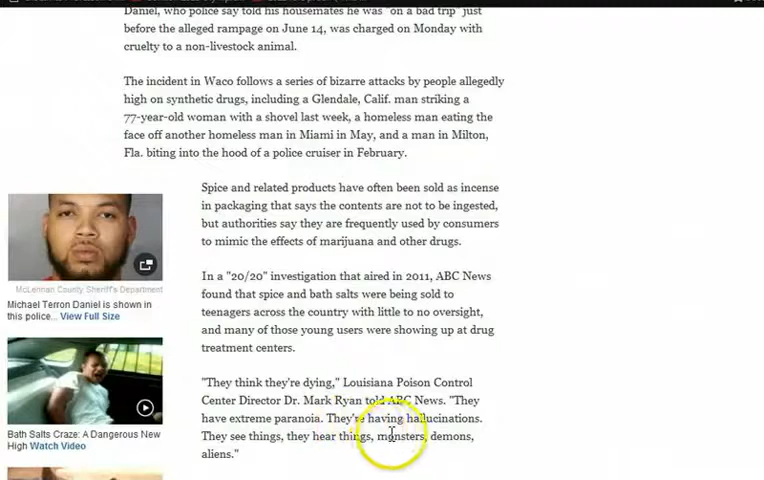 Daniel, who police say told his housemates he was "on a bad trip" just
before the alleged rampage on June 14, was charged on Monday with
cruelty to a non-livestock animal.
The incident in Waco follows a series of bizarre attacks by people allegedly
high on synthetic drugs, including a Glendale, Calif. man striking a
77-year-old woman with a shovel last week, a homeless man eating the
face off another homeless man in Miami in May, and a man in Milton,
Fla. biting into the hood of a police cruiser in February.
Spice and related products have often been sold as incense
in packaging that says the contents are not to be ingested,
but authorities say they are frequently used by consumers
to mimic the effects of marijuana and other drugs.
McLennan County Sheriff's Department
Michael Terron Daniel is shown in
this police... View Full Size
In a "20/20" investigation that aired in 2011, ABC News
found that spice and bath salts were being sold to
teenagers across the country with little to no oversight,
and many of those young users were showing up at drug
treatment centers.
"They think they're dying," Louisiana Poison Control
Center Director Dr. Mark Ryan told ABC News. "They
have extreme paranoia. They're having hallucinations.
They see things, they hear things, monsters, demons,
aliens."
Bath Salts Craze: A Dangerous New
High Watch Video